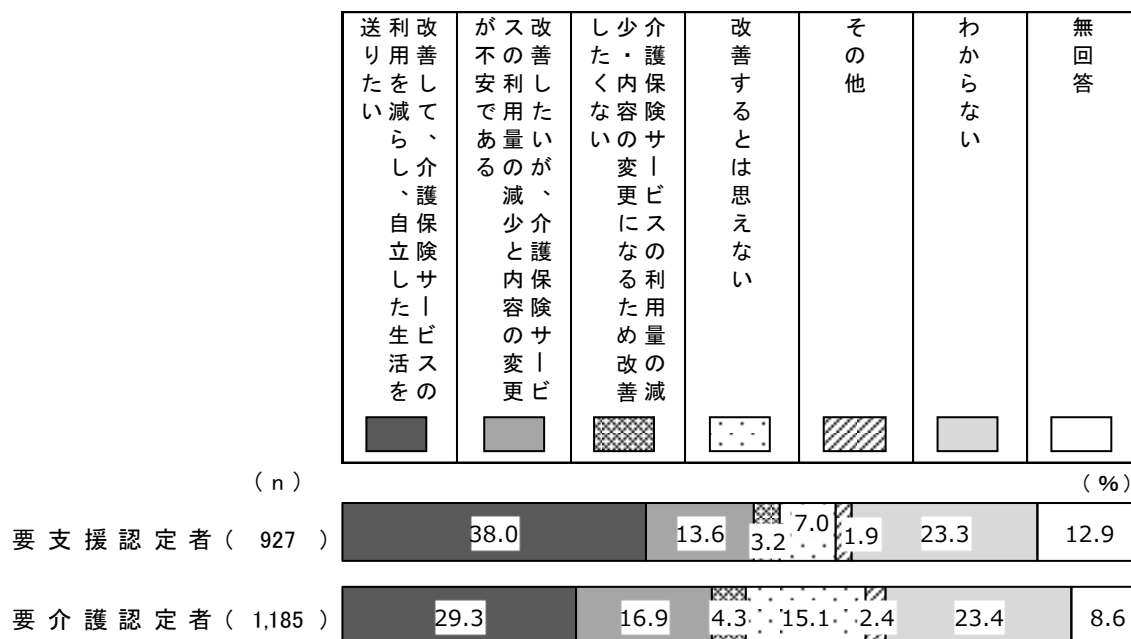 改善して、介護保険サービスの
利用を減らし、自立した生活を
送りたい
改善したいが、介護保険サービ
スの利用量の減少と内容の変更
が不安である
介護保険サービスの利用量の減
少・内容の変更になるため改善
したくない
改善するとは思えない
その他
わからない
無回答
(n) (%)
要支援認定者( 927 ) 38.0 13.6 3.2 7.0 1.9 23.3 12.9
要介護認定者( 1,185 ) 29.3 16.9 4.3 15.1 2.4 23.4 8.6